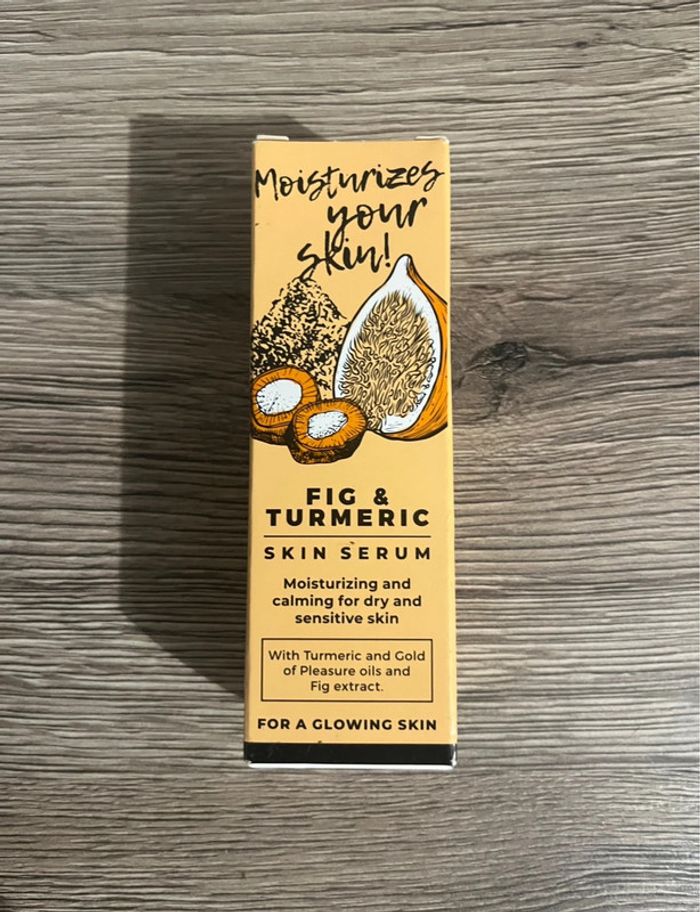 Moisturizes
your
skin!
FIG &
TURMERIC
SKIN SERUM
Moisturizing and
calming for dry and
sensitive skin
With Turmeric and Gold
of Pleasure oils and
Fig extract.
FOR A GLOWING SKIN